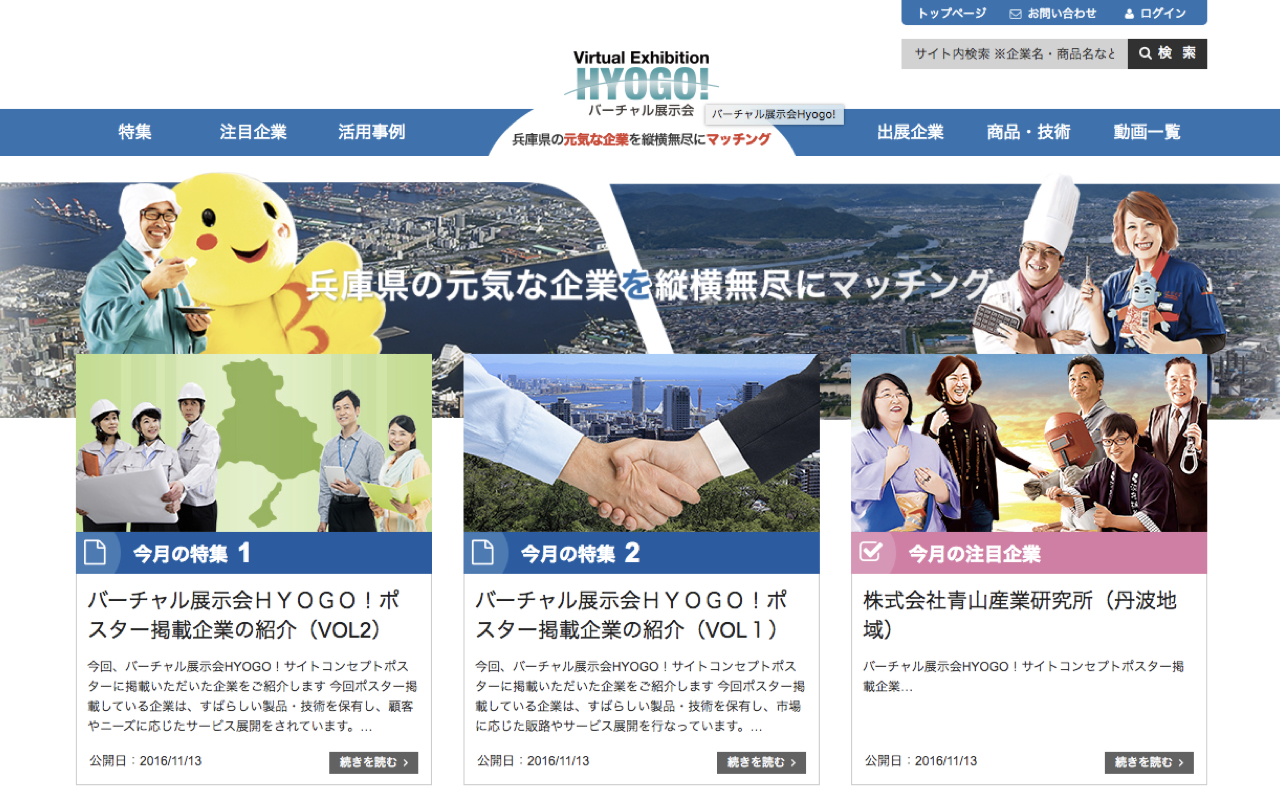 トップページ
お問い合わせ
ログイン
サイト内検索 ※企業名・商品名など
検 索
Virtual Exhibition
HYOGO!
バーチャル展示会
バーチャル展示会Hyogo!
特集
注目企業
活用事例
兵庫県の元気な企業を縦横無尽にマッチング
出展企業
商品・技術
動画一覧
兵庫県の元気な企業を縦横無尽にマッチング
今月の特集 1
バーチャル展示会ＨＹＯＧＯ！ポ
スター掲載企業の紹介（VOL2）
今回、バーチャル展示会HYOGO！サイトコンセプトポス
ターに掲載いただいた企業をご紹介します 今回ポスター掲
載している企業は、すばらしい製品・技術を保有し、顧客
やニーズに応じたサービス展開をされています。...
公開日：2016/11/13
続きを読む
今月の特集 2
バーチャル展示会ＨＹＯＧＯ！ポ
スター掲載企業の紹介（VOL１）
今回、バーチャル展示会HYOGO！サイトコンセプトポス
ターに掲載いただいた企業をご紹介します 今回ポスター掲
載している企業は、すばらしい製品・技術を保有し、市場
に応じた販路やサービス展開を行なっています。...
公開日：2016/11/13
続きを読む
今月の注目企業
株式会社青山産業研究所（丹波地
域）
バーチャル展示会HYOGO！サイトコンセプトポスター掲
載企業...
公開日：2016/11/13
続きを読む